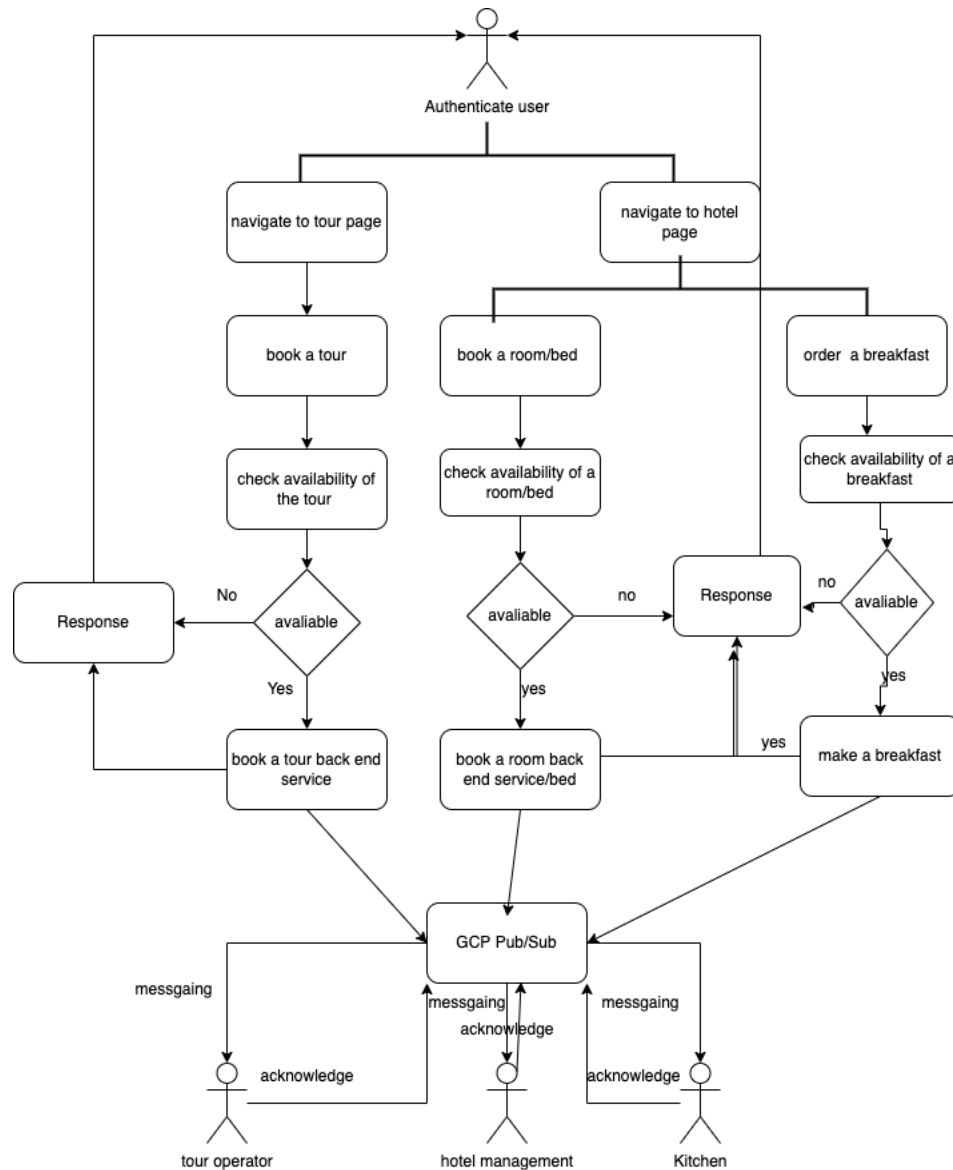 Authenticate user
navigate to tour page
navigate to hotel
page
book a tour
book a room/bed
order  a breakfast
check availability of
the tour
check availability of a
room/bed
check availability of a
breakfast
Response
No
avaliable
avaliable
no
Response
no
avaliable
Yes
yes
yes
book a tour back end
service
book a room back
end service/bed
yes
make a breakfast
GCP Pub/Sub
messgaing
messgaing
messgaing
acknowledge
acknowledge
acknowledge
tour operator
hotel management
Kitchen